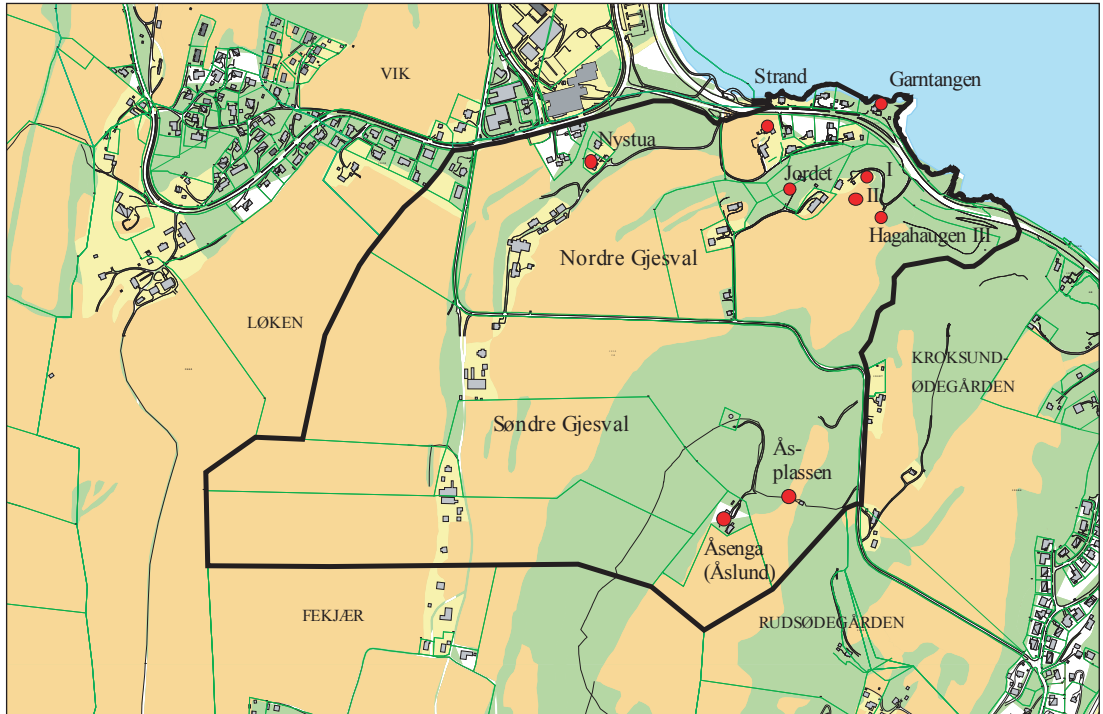 VIK
Strand
Garntangen
Nystua
Jordet
I
II
Hagahaugen III
Nordre Gjesval
LØKEN
KROKSUND-
ØDEGÅRDEN
Søndre Gjesval
Ås-
plassen
Åsenga
(Åslund)
FEKJÆR
RUDSØDEGÅRDEN